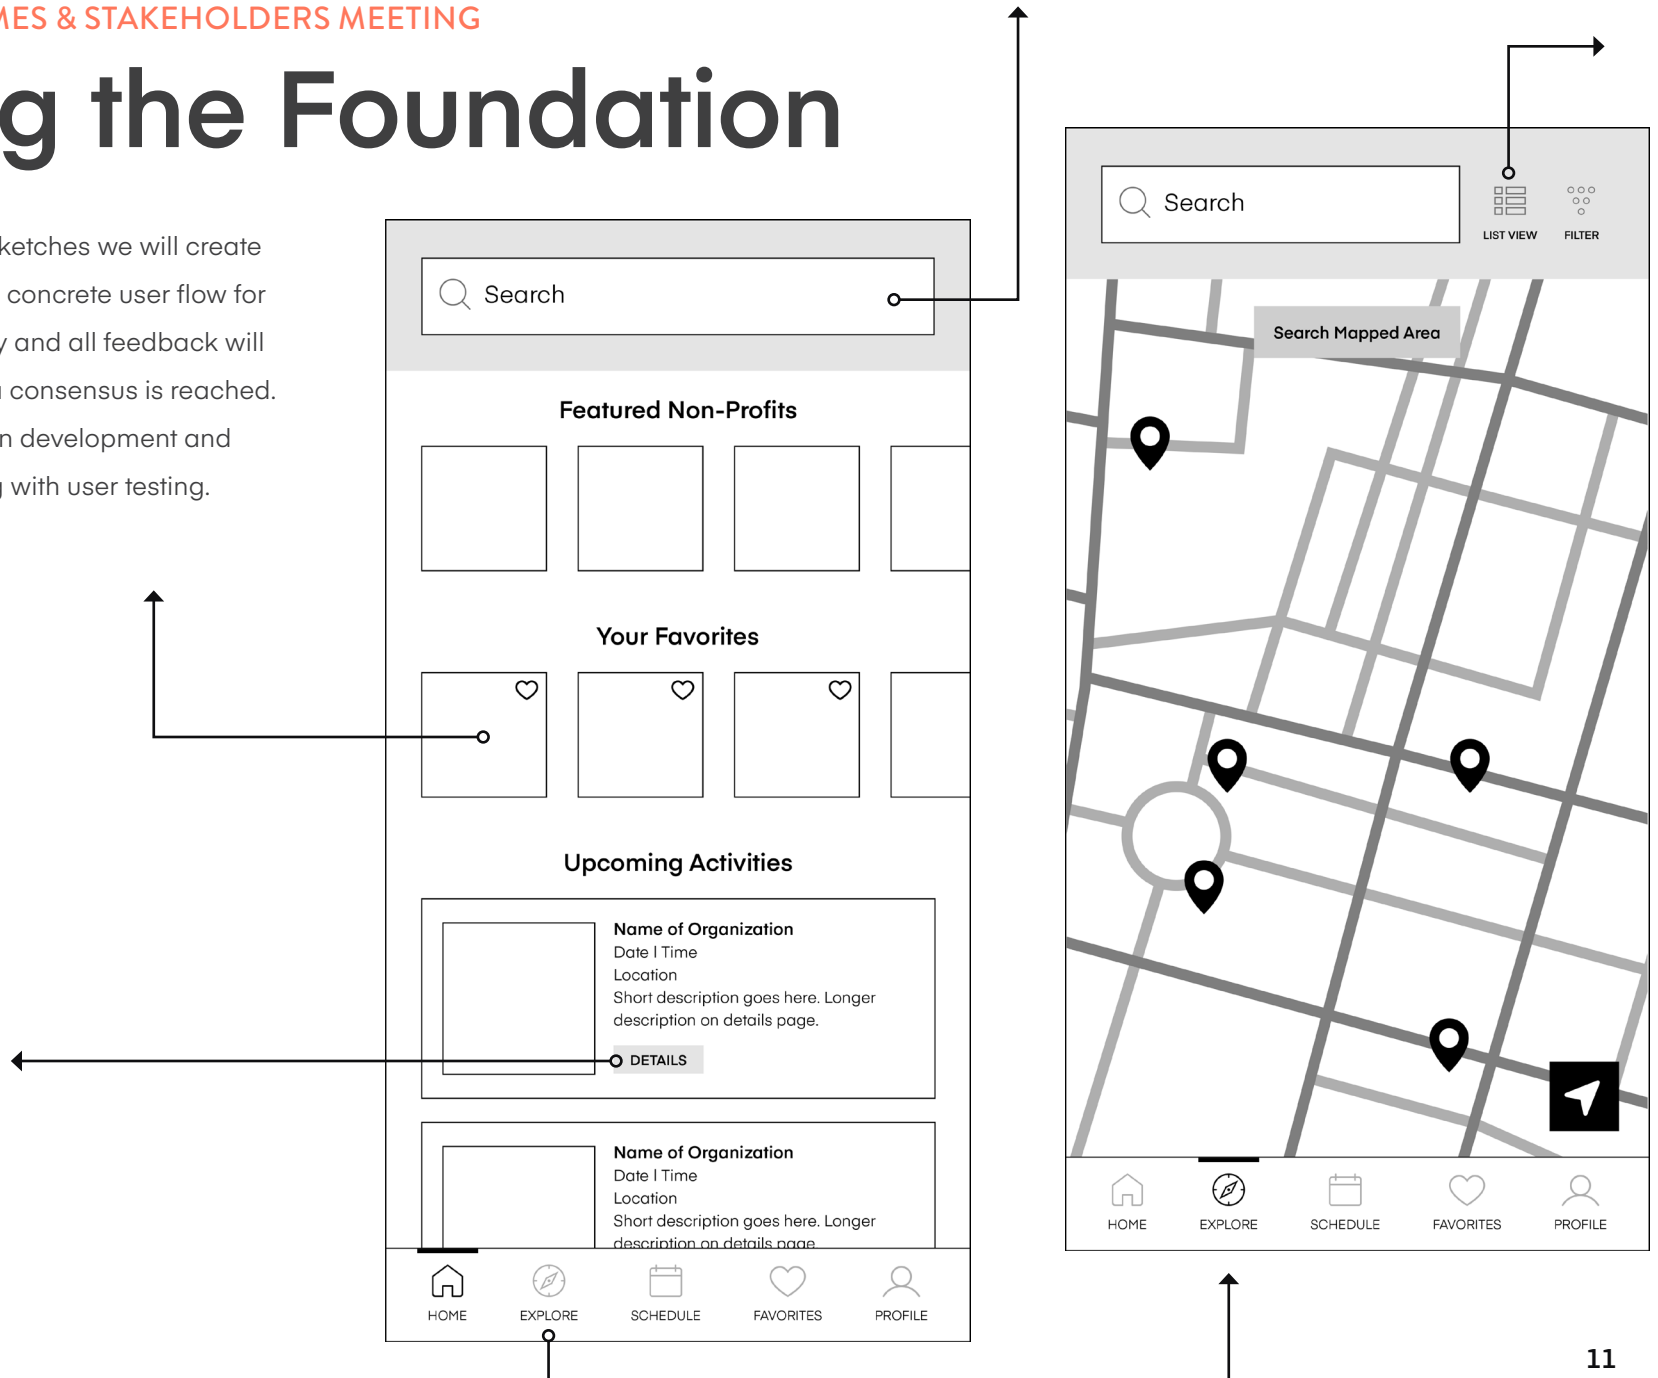 MES & STAKEHOLDERS MEETING
g the Foundation
ketches we will create
concrete user flow for
y and all feedback will
a consensus is reached.
n development and
g with user testing.
Search
Featured Non-Profits
Your Favorites
Upcoming Activities
Name of Organization
Date | Time
Location
Short description goes here. Longer
description on details page.
DETAILS
Name of Organization
Date | Time
Location
Short description goes here. Longer
description on details page
HOME EXPLORE SCHEDULE FAVORITES PROFILE
Search
LIST VIEW FILTER
Search Mapped Area
HOME EXPLORE SCHEDULE FAVORITES PROFILE
11